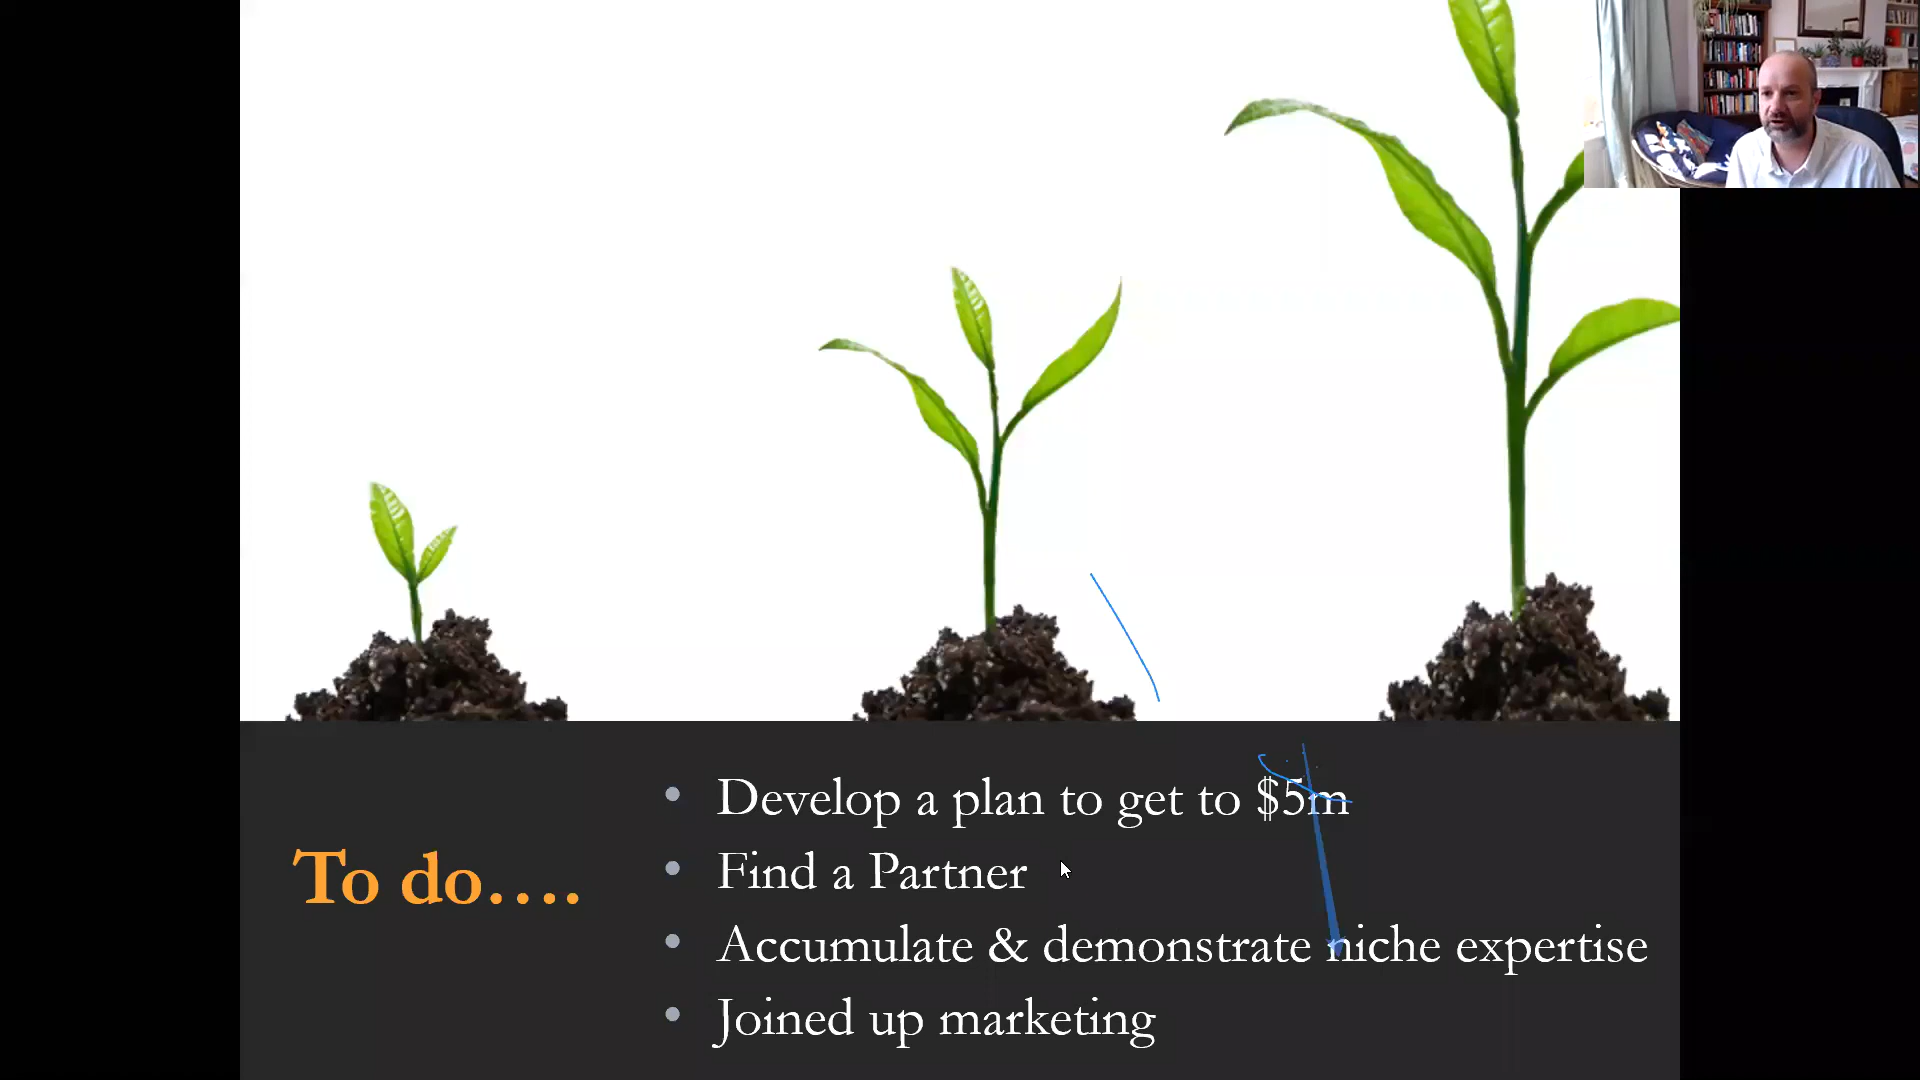 To do….
Develop a plan to get to $5m
Find a Partner
Accumulate & demonstrate niche expertise
Joined up marketing